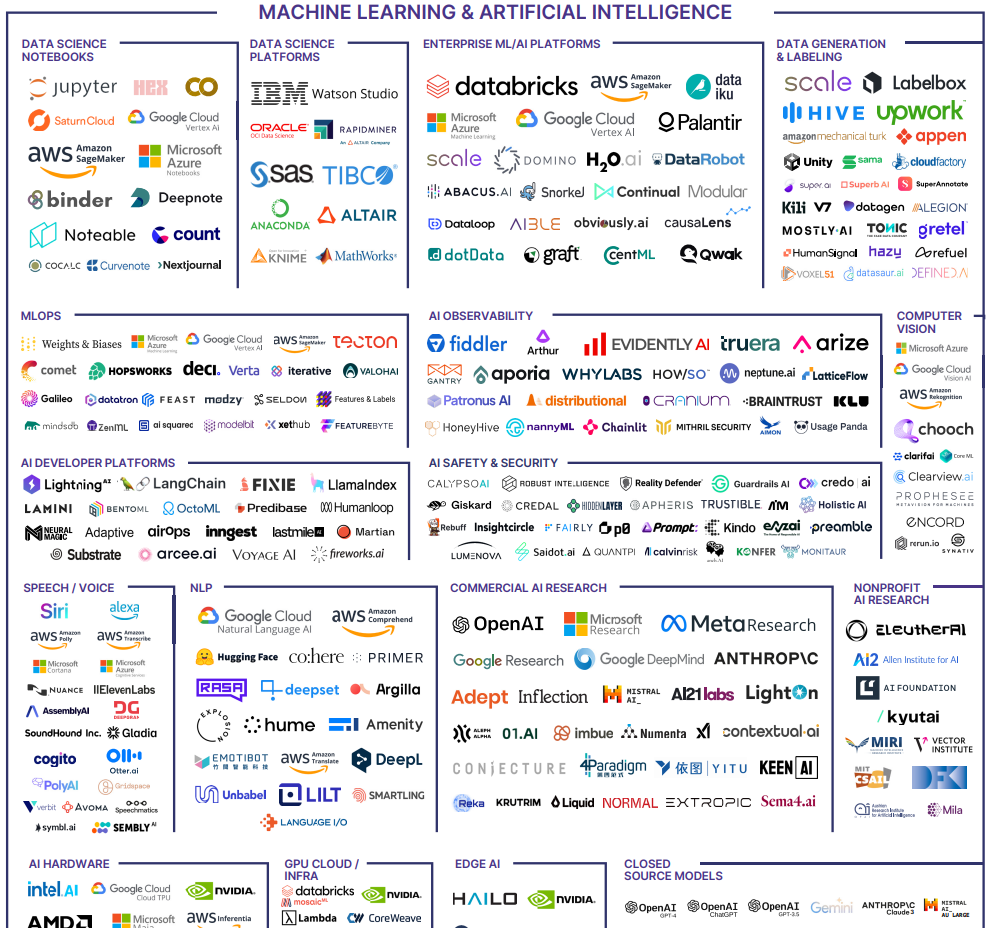 MACHINE LEARNING & ARTIFICIAL INTELLIGENCE
DATA SCIENCE
NOTEBOOKS
jupyter HEX CO
SaturnCloud Google Cloud
Vertex AI
aws Amazon SageMaker Microsoft Azure
Notebooks
binder Deepnote
Noteable count
COCALC Curvenote Nextjournal
DATA SCIENCE
PLATFORMS
IBM Watson Studio
ORACLE RAPIDMINER
OCI Data Science An ALTAIR Company
sas TIBCO
ANACONDA ALTAIR
KNIME MathWorks
ENTERPRISE ML/AI PLATFORMS
databricks aws Amazon SageMaker data iku
Microsoft Azure Google Cloud Palantir
Machine Learning Vertex AI
scale DOMINO H2O.ai DataRobot
ABACUS.AI Snorkel Continual Modular
Dataloop AIBLE obviously.ai causaLens
dotData graft CentML Qwak
DATA GENERATION
& LABELING
scale Labelbox
HIVE upwork
amazon mechanical turk appen
Unity sama cloudfactory
super.ai Superb AI SuperAnnotate
Kili V7 datagen ALEGION
MOSTLY·AI TONIC gretel
HumanSignal hazy refuel
VOXEL51 datasaur.ai DEFINED.AI
MLOPS
Weights & Biases Microsoft Azure Google Cloud aws Amazon SageMaker TECTON
Machine Learning Vertex AI
comet HOPSWORKS deci. Verta iterative VALOHAI
Galileo datatron FEAST modzy SELDON Features & Labels
mindsdb ZenML ai squared modelbit xethub FEATUREBYTE
AI OBSERVABILITY
fiddler Arthur EVIDENTLY AI truera arize
GANTRY aporia WHYLABS HOWSO neptune.ai LatticeFlow
Patronus AI distributional CRANIUM BRAINTRUST KLU
HoneyHive nannyML Chainlit MITHRIL SECURITY AIMON Usage Panda
COMPUTER
VISION
Microsoft Azure
Google Cloud
Vision AI
aws Amazon Rekognition
chooch
clarifai Core ML
Clearview.ai
PROPHESEE
METAVISION FOR MACHINES
ENCORD
rerun.io SYNATIV
AI DEVELOPER PLATFORMS
Lightning AI LangChain FIXIE LlamaIndex
LAMINI BENTOML OctoML Predibase Humanloop
NEURAL MAGIC Adaptive airOps inngest lastmile Martian
Substrate arcee.ai VOYAGE AI fireworks.ai
AI SAFETY & SECURITY
CALYPSOAI ROBUST INTELLIGENCE Reality Defender Guardrails AI credo ai
Giskard CREDAL HIDDENLAYER APHERIS TRUSTIBLE Holistic AI
Rebuff Insightcircle FAIRLY p0 Prompt: Kindo enzai preamble
LUMENOVA Saidot.ai QUANTPI calvinrisk KONFER MONITAUR
SPEECH / VOICE
Siri alexa
aws Amazon Polly aws Amazon Transcribe
Microsoft Cortana Microsoft Azure
NUANCE IIElevenLabs
AssemblyAI DEEPGRAM
SoundHound Inc. Gladia
cogito Otter.ai
PolyAI Gridspace
verbit AVOMA Speechmatics
symbl.ai SEMBLY AI
NLP
Google Cloud aws Amazon Comprehend
Natural Language AI
Hugging Face co:here PRIMER
RASA deepset Argilla
EXPLOSION hume Amenity
EMOTIBOT aws Amazon Translate DeepL
竹間智能科技
Unbabel LILT SMARTLING
LANGUAGE I/O
COMMERCIAL AI RESEARCH
OpenAI Microsoft Research Meta Research
Google Research Google DeepMind ANTHROP\C
Adept Inflection MISTRAL AI_ AI21labs LightOn
ALEPH ALPHA 01.AI imbue Numenta xI contextual·ai
CONJECTURE 4Paradigm 依图 YITU KEEN AI
Reka KRUTRIM Liquid NORMAL EXTROPIC Sema4.ai
NONPROFIT
AI RESEARCH
EleutherAI
Ai2 Allen Institute for AI
AI FOUNDATION
kyutai
MIRI VECTOR INSTITUTE
MIT CSAIL DFKI
Mila
AI HARDWARE
intel.AI Google Cloud NVIDIA
Cloud TPU
AMD Microsoft aws Inferentia
GPU CLOUD /
INFRA
databricks NVIDIA
mosaicML
Lambda CoreWeave
EDGE AI
HAILO NVIDIA
CLOSED
SOURCE MODELS
OpenAI OpenAI OpenAI Gemini ANTHROP\C MISTRAL AI_
GPT-4 ChatGPT GPT-3.5 Claude 3 AU LARGE